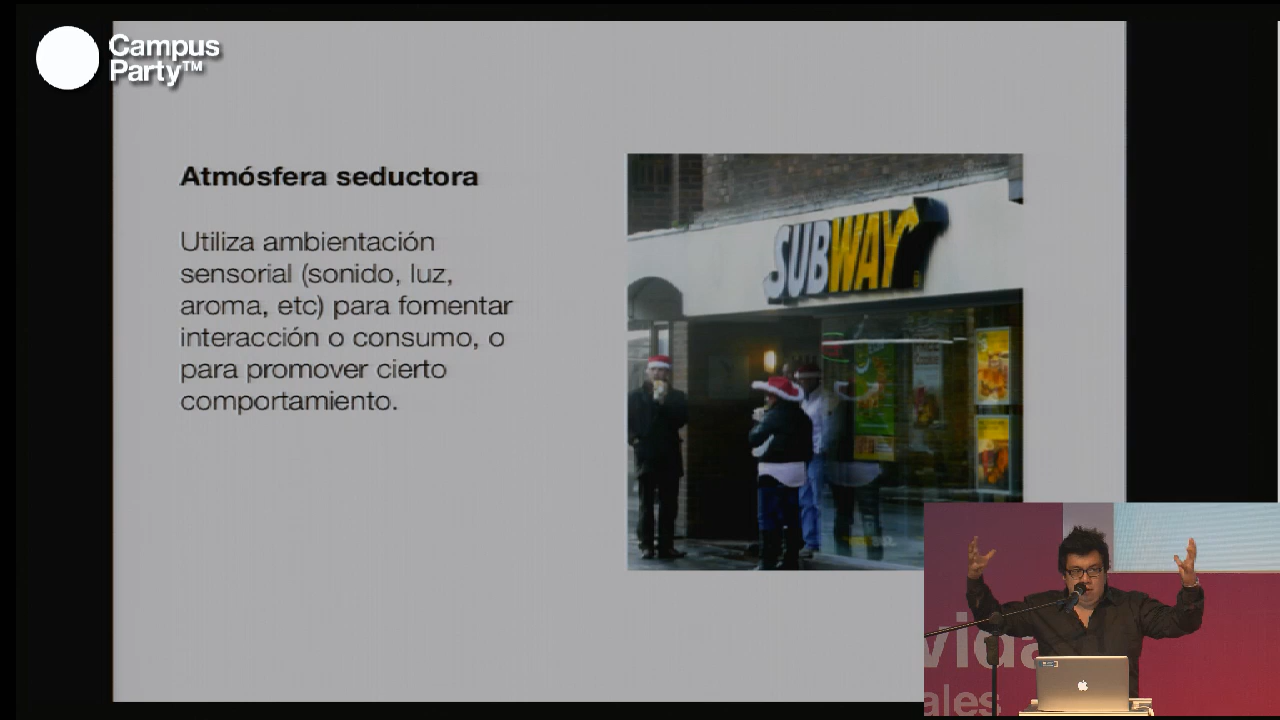 Campus
Party™
Atmósfera seductora
Utiliza ambientación
sensorial (sonido, luz,
aroma, etc) para fomentar
interacción o consumo, o
para promover cierto
comportamiento.
SUBWAY
vida
ales